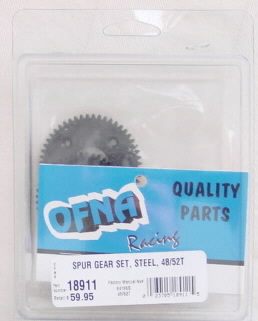 QUALITY
PARTS
OFNA
Racing
SPUR GEAR SET, STEEL, 48/52T
18911
59.95